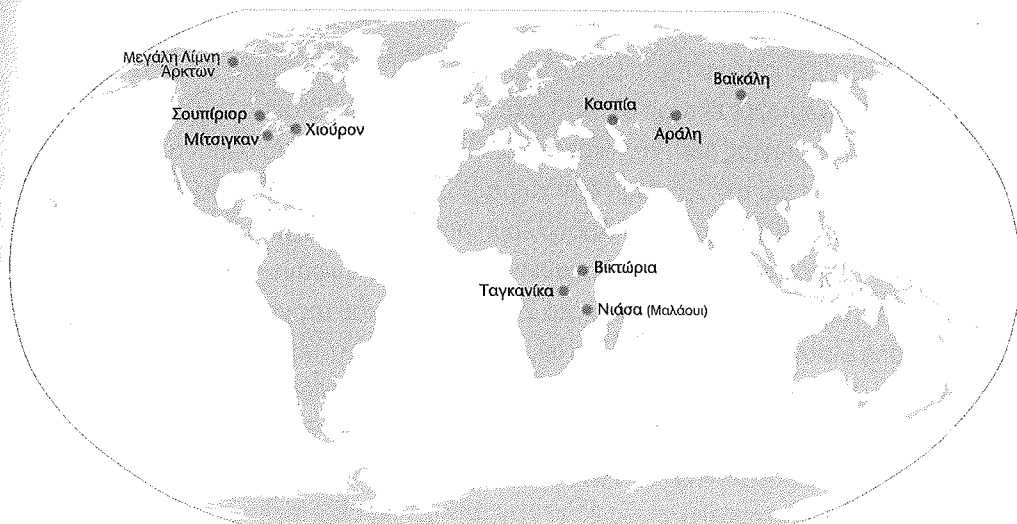 Μεγάλη Λίμνη
Άρκτων
Βαϊκάλη
Κασπία
Σουπίριορ
Χιούρον
Μίτσιγκαν
Αράλη
Βικτώρια
Ταγκανίκα
Νιάσα (Μαλάουι)